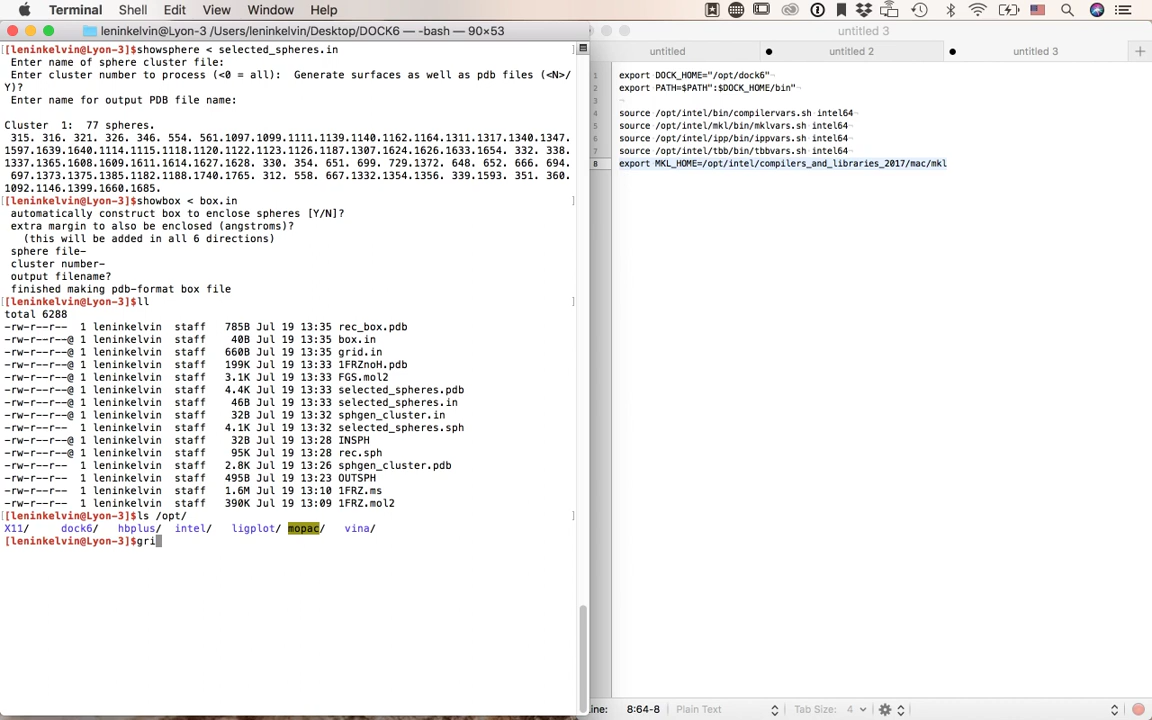 Terminal Shell Edit View Window Help
leninkelvin@Lyon-3 /Users/leninkelvin/Desktop/DOCK6 — -bash — 90×53
[leninkelvin@Lyon-3]$showsphere < selected_spheres.in
Enter name of sphere cluster file:
Enter cluster number to process (<0 = all):  Generate surfaces as well as pdb files (<N>/
Y)?
Enter name for output PDB file name:
Cluster  1:  77 spheres.
315. 316. 321. 326. 346. 554. 561.1097.1099.1111.1139.1140.1162.1164.1311.1317.1340.1347.
1597.1639.1640.1114.1115.1118.1120.1122.1123.1126.1187.1307.1624.1626.1633.1654. 332. 338.
1337.1365.1608.1609.1611.1614.1627.1628. 330. 354. 651. 699. 729.1372. 648. 652. 666. 694.
697.1373.1375.1385.1182.1188.1740.1765. 312. 558. 667.1332.1354.1356. 339.1593. 351. 360.
1092.1146.1399.1660.1685.
[leninkelvin@Lyon-3]$showbox < box.in
automatically construct box to enclose spheres [Y/N]?
extra margin to also be enclosed (angstroms)?
(this will be added in all 6 directions)
sphere file-
cluster number-
output filename?
finished making pdb-format box file
[leninkelvin@Lyon-3]$ll
total 6288
-rw-r--r--  1 leninkelvin  staff   785B Jul 19 13:35 rec_box.pdb
-rw-r--r--@ 1 leninkelvin  staff    40B Jul 19 13:35 box.in
-rw-r--r--@ 1 leninkelvin  staff   660B Jul 19 13:35 grid.in
-rw-r--r--@ 1 leninkelvin  staff   199K Jul 19 13:33 1FRZnoH.pdb
-rw-r--r--@ 1 leninkelvin  staff   3.1K Jul 19 13:33 FGS.mol2
-rw-r--r--@ 1 leninkelvin  staff   4.4K Jul 19 13:33 selected_spheres.pdb
-rw-r--r--@ 1 leninkelvin  staff    46B Jul 19 13:33 selected_spheres.in
-rw-r--r--@ 1 leninkelvin  staff    32B Jul 19 13:32 sphgen_cluster.in
-rw-r--r--  1 leninkelvin  staff   4.1K Jul 19 13:32 selected_spheres.sph
-rw-r--r--@ 1 leninkelvin  staff    32B Jul 19 13:28 INSPH
-rw-r--r--@ 1 leninkelvin  staff    95K Jul 19 13:28 rec.sph
-rw-r--r--  1 leninkelvin  staff   2.8K Jul 19 13:26 sphgen_cluster.pdb
-rw-r--r--  1 leninkelvin  staff   495B Jul 19 13:23 OUTSPH
-rw-r--r--  1 leninkelvin  staff   1.6M Jul 19 13:10 1FRZ.ms
-rw-r--r--  1 leninkelvin  staff   390K Jul 19 13:09 1FRZ.mol2
[leninkelvin@Lyon-3]$ls /opt/
X11/ dock6/ hbplus/ intel/ ligplot/ mopac/ vina/
[leninkelvin@Lyon-3]$gri
untitled 3
untitled untitled 2 untitled 3
1 export DOCK_HOME="/opt/dock6"¬
2 export PATH=$PATH":$DOCK_HOME/bin"¬
3 ¬
4 source /opt/intel/bin/compilervars.sh intel64¬
5 source /opt/intel/mkl/bin/mklvars.sh intel64¬
6 source /opt/intel/ipp/bin/ippvars.sh intel64¬
7 source /opt/intel/tbb/bin/tbbvars.sh intel64¬
8 export MKL_HOME=/opt/intel/compilers_and_libraries_2017/mac/mkl
Line: 8:64-8 Plain Text Tab Size: 4